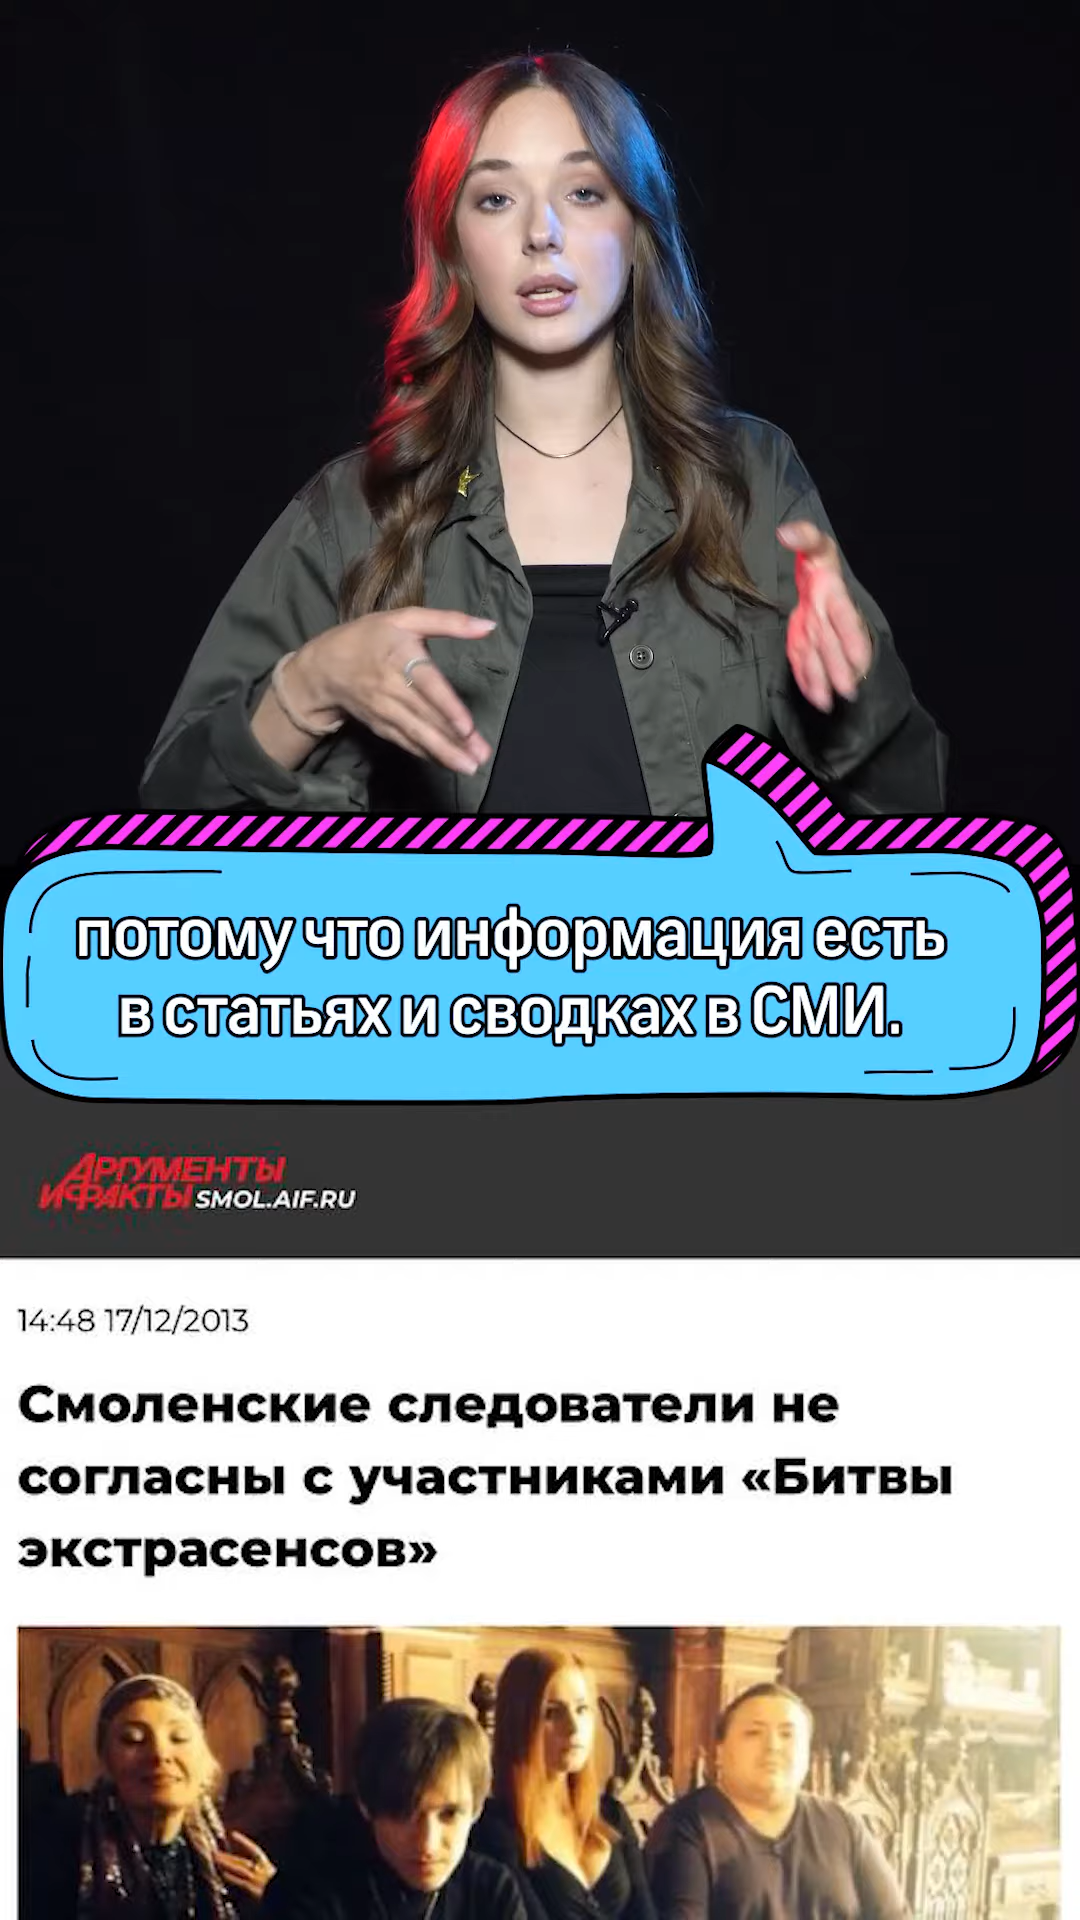 потому что информация есть
в статьях и сводках в СМИ.
АРГУМЕНТЫ
И ФАКТЫ SMOL.AIF.RU
14:48 17/12/2013
Смоленские следователи не
согласны с участниками «Битвы
экстрасенсов»